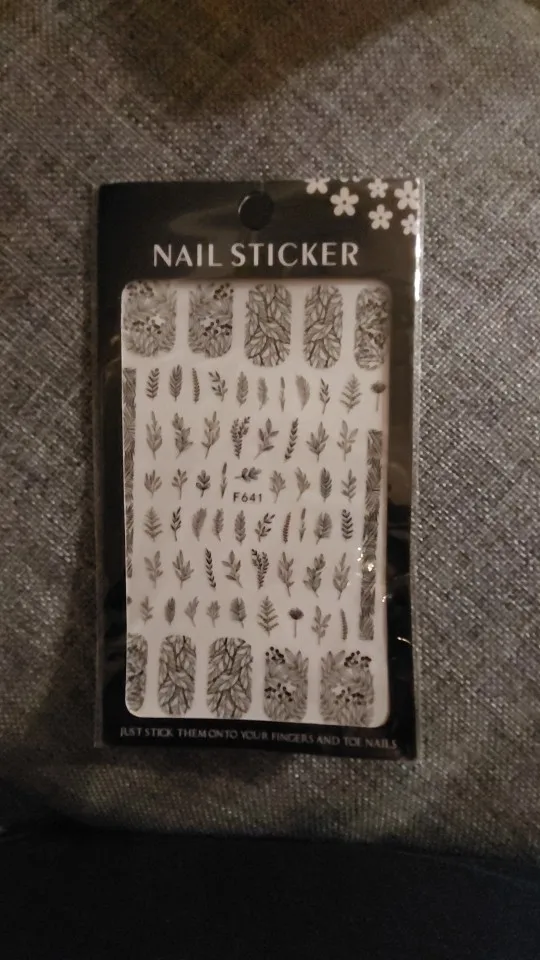 NAIL STICKER
F641
JUST STICK THEM ONTO YOUR FINGERS AND TOE NAILS